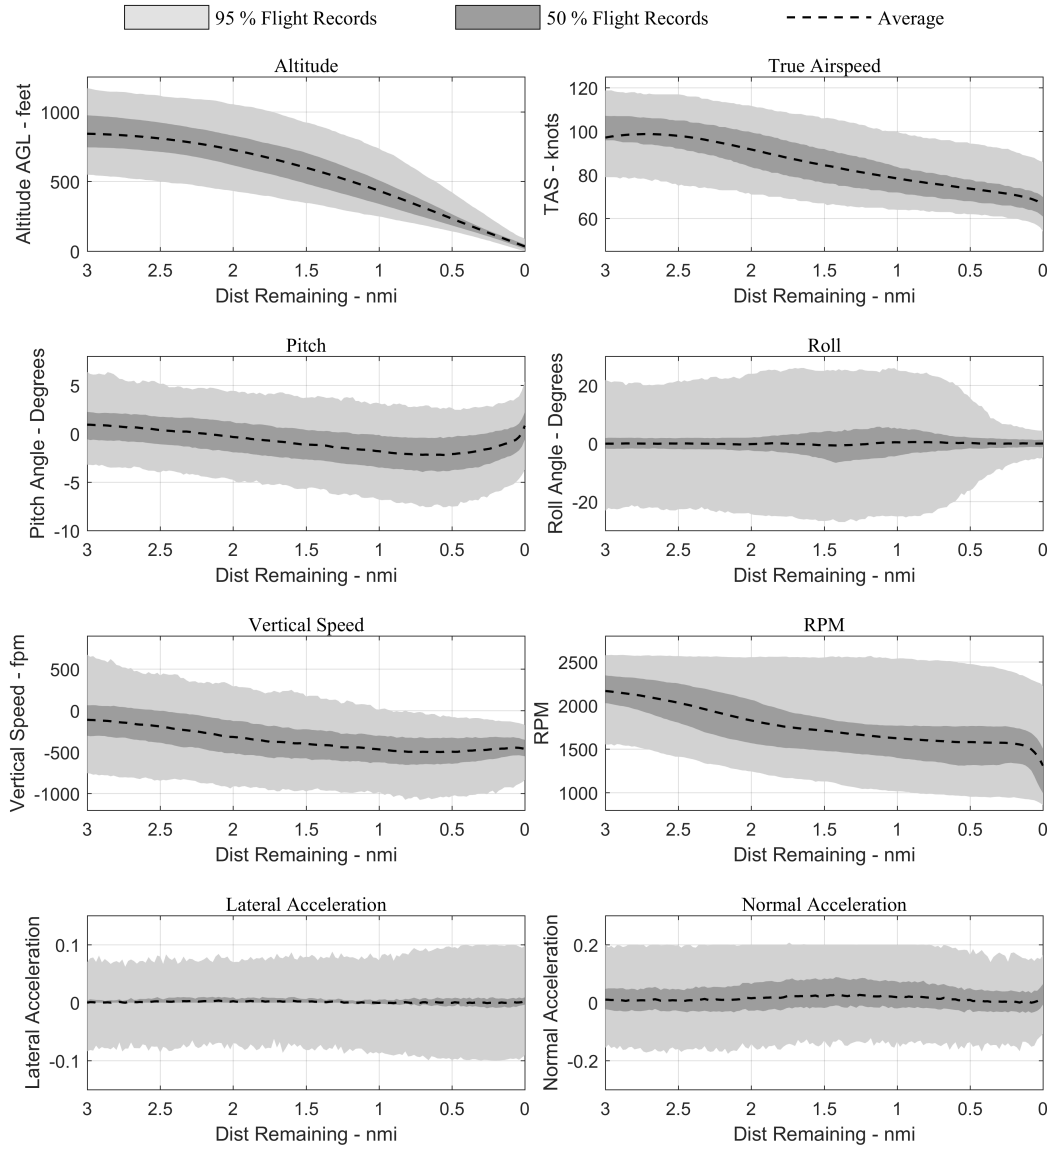 95 % Flight Records 50 % Flight Records Average
Altitude True Airspeed
Altitude AGL - feet
1000
500
0
3 2.5 2 1.5 1 0.5 0
Dist Remaining - nmi
TAS - knots
120
100
80
60
3 2.5 2 1.5 1 0.5 0
Dist Remaining - nmi
Pitch
Pitch Angle - Degrees
5
0
-5
-10
3 2.5 2 1.5 1 0.5 0
Dist Remaining - nmi
Roll
Roll Angle - Degrees
20
0
-20
3 2.5 2 1.5 1 0.5 0
Dist Remaining - nmi
Vertical Speed
Vertical Speed - fpm
500
0
-500
-1000
3 2.5 2 1.5 1 0.5 0
Dist Remaining - nmi
RPM
RPM
2500
2000
1500
1000
3 2.5 2 1.5 1 0.5 0
Dist Remaining - nmi
Lateral Acceleration
Lateral Acceleration
0.1
0
-0.1
3 2.5 2 1.5 1 0.5 0
Dist Remaining - nmi
Normal Acceleration
Normal Acceleration
0.2
0
-0.2
3 2.5 2 1.5 1 0.5 0
Dist Remaining - nmi